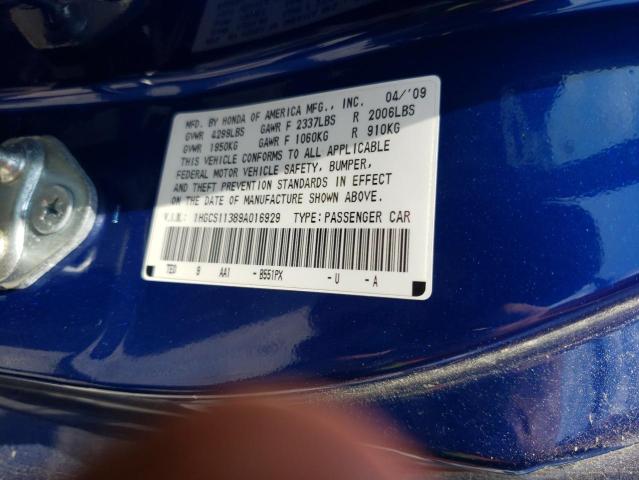 MFD. BY HONDA OF AMERICA MFG., INC. 04/'09
GVWR 4299LBS GAWR F 2337LBS R 2006LBS
GVWR 1950KG GAWR F 1060KG R 910KG
THIS VEHICLE CONFORMS TO ALL APPLICABLE
FEDERAL MOTOR VEHICLE SAFETY, BUMPER,
AND THEFT PREVENTION STANDARDS IN EFFECT
ON THE DATE OF MANUFACTURE SHOWN ABOVE.
V.I.N.: 1HGCS11389A016929 TYPE: PASSENGER CAR
TE0 9 AA1 - B551PX - U - A